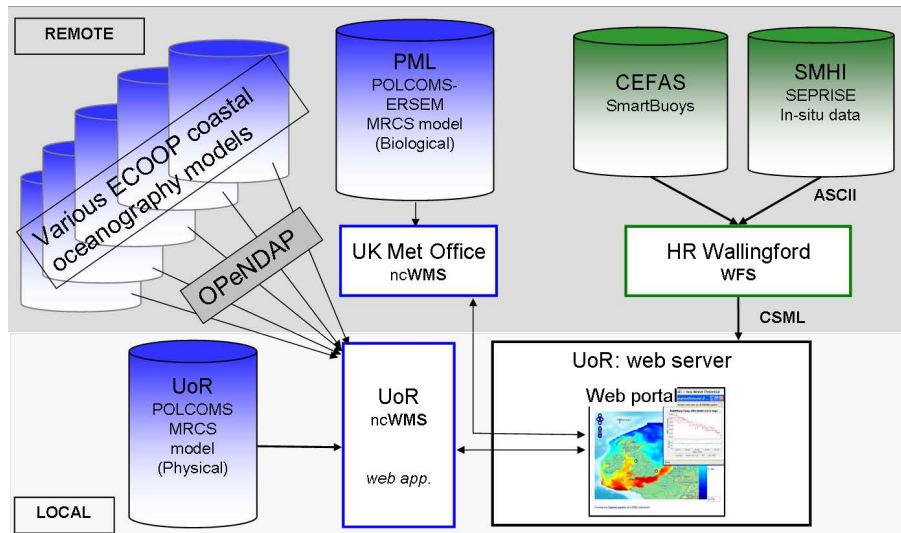 REMOTE
Various ECOOP coastal
oceanography models
OPeNDAP
PML
POLCOMS-
ERSEM
MRCS model
(Biological)
CEFAS
SmartBuoys
SMHI
SEPRISE
In-situ data
ASCII
UK Met Office
ncWMS
HR Wallingford
WFS
CSML
UoR
POLCOMS
MRCS
model
(Physical)
UoR
ncWMS
web app.
UoR: web server
Web portal
LOCAL